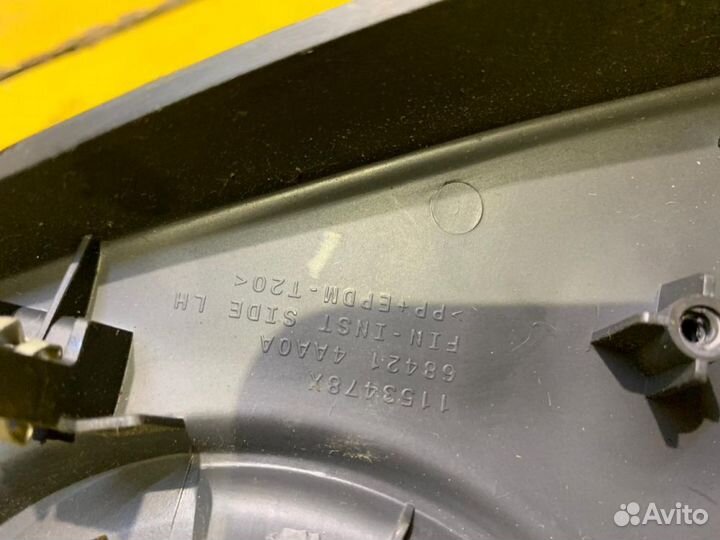 1153478X
68421 4AA0A
FIN-INST SIDE LH
>PP+EPDM-T20<
Avito